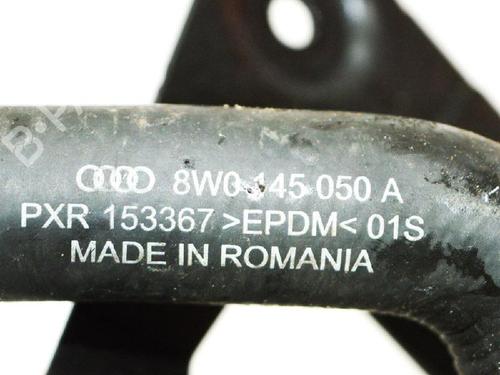 8W0 145 050 A
PXR 153367 >EPDM< 01S
MADE IN ROMANIA